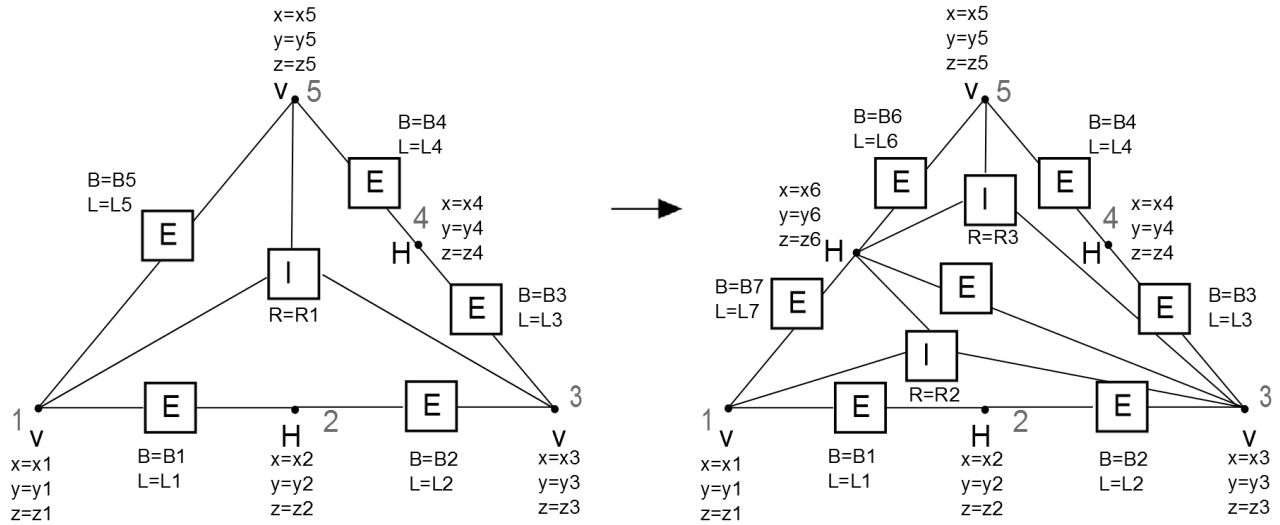 x=x5
y=y5
z=z5
v 5
B=B4
L=L4
E
B=B5
L=L5
E
x=x4
4 y=y4
H z=z4
I
R=R1
E
B=B3
L=L3
1
v
x=x1
y=y1
z=z1
E
B=B1
L=L1
2
H
x=x2
y=y2
z=z2
E
B=B2
L=L2
3
v
x=x3
y=y3
z=z3
x=x5
y=y5
z=z5
v 5
B=B6
L=L6
E
B=B4
L=L4
E
I
R=R3
x=x6
y=y6
z=z6
H
x=x4
4 y=y4
H z=z4
B=B7
L=L7
E
E
E
B=B3
L=L3
I
R=R2
1
v
x=x1
y=y1
z=z1
E
B=B1
L=L1
2
H
x=x2
y=y2
z=z2
E
B=B2
L=L2
3
v
x=x3
y=y3
z=z3